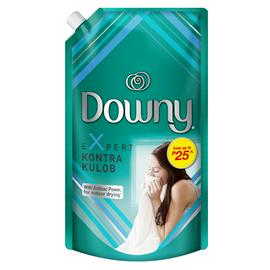 Downy
EXPERT
KONTRA
KULOB
With Antibac Power,
for indoor drying*
Save up to
₱25^